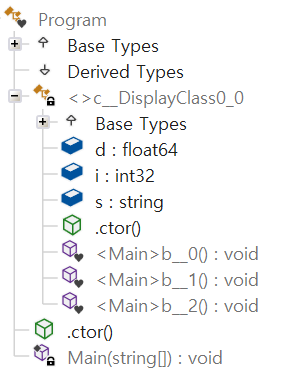 Program
Base Types
Derived Types
<>c__DisplayClass0_0
Base Types
d : float64
i : int32
s : string
.ctor()
<Main>b__0() : void
<Main>b__1() : void
<Main>b__2() : void
.ctor()
Main(string[]) : void